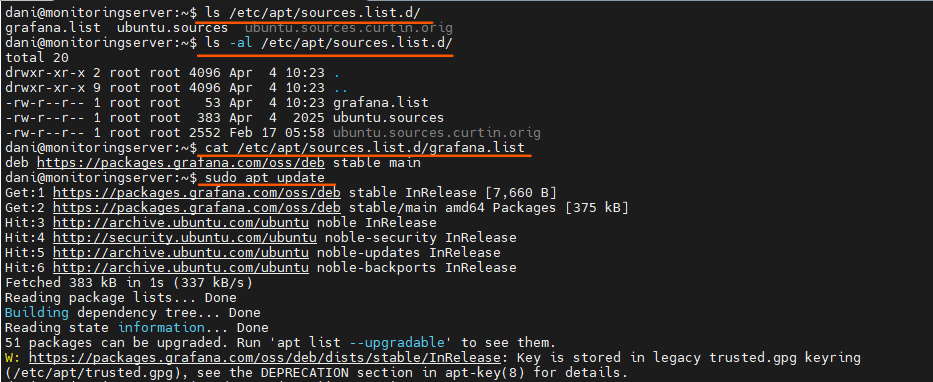 dani@monitoringserver:~$ ls /etc/apt/sources.list.d/
grafana.list  ubuntu.sources  ubuntu.sources.curtin.orig
dani@monitoringserver:~$ ls -al /etc/apt/sources.list.d/
total 20
drwxr-xr-x 2 root root 4096 Apr  4 10:23 .
drwxr-xr-x 9 root root 4096 Apr  4 10:23 ..
-rw-r--r-- 1 root root   53 Apr  4 10:23 grafana.list
-rw-r--r-- 1 root root  383 Apr  4  2025 ubuntu.sources
-rw-r--r-- 1 root root 2552 Feb 17 05:58 ubuntu.sources.curtin.orig
dani@monitoringserver:~$ cat /etc/apt/sources.list.d/grafana.list
deb https://packages.grafana.com/oss/deb stable main
dani@monitoringserver:~$ sudo apt update
Get:1 https://packages.grafana.com/oss/deb stable InRelease [7,660 B]
Get:2 https://packages.grafana.com/oss/deb stable/main amd64 Packages [375 kB]
Hit:3 http://archive.ubuntu.com/ubuntu noble InRelease
Hit:4 http://security.ubuntu.com/ubuntu noble-security InRelease
Hit:5 http://archive.ubuntu.com/ubuntu noble-updates InRelease
Hit:6 http://archive.ubuntu.com/ubuntu noble-backports InRelease
Fetched 383 kB in 1s (337 kB/s)
Reading package lists... Done
Building dependency tree... Done
Reading state information... Done
51 packages can be upgraded. Run 'apt list --upgradable' to see them.
W: https://packages.grafana.com/oss/deb/dists/stable/InRelease: Key is stored in legacy trusted.gpg keyring
(/etc/apt/trusted.gpg), see the DEPRECATION section in apt-key(8) for details.